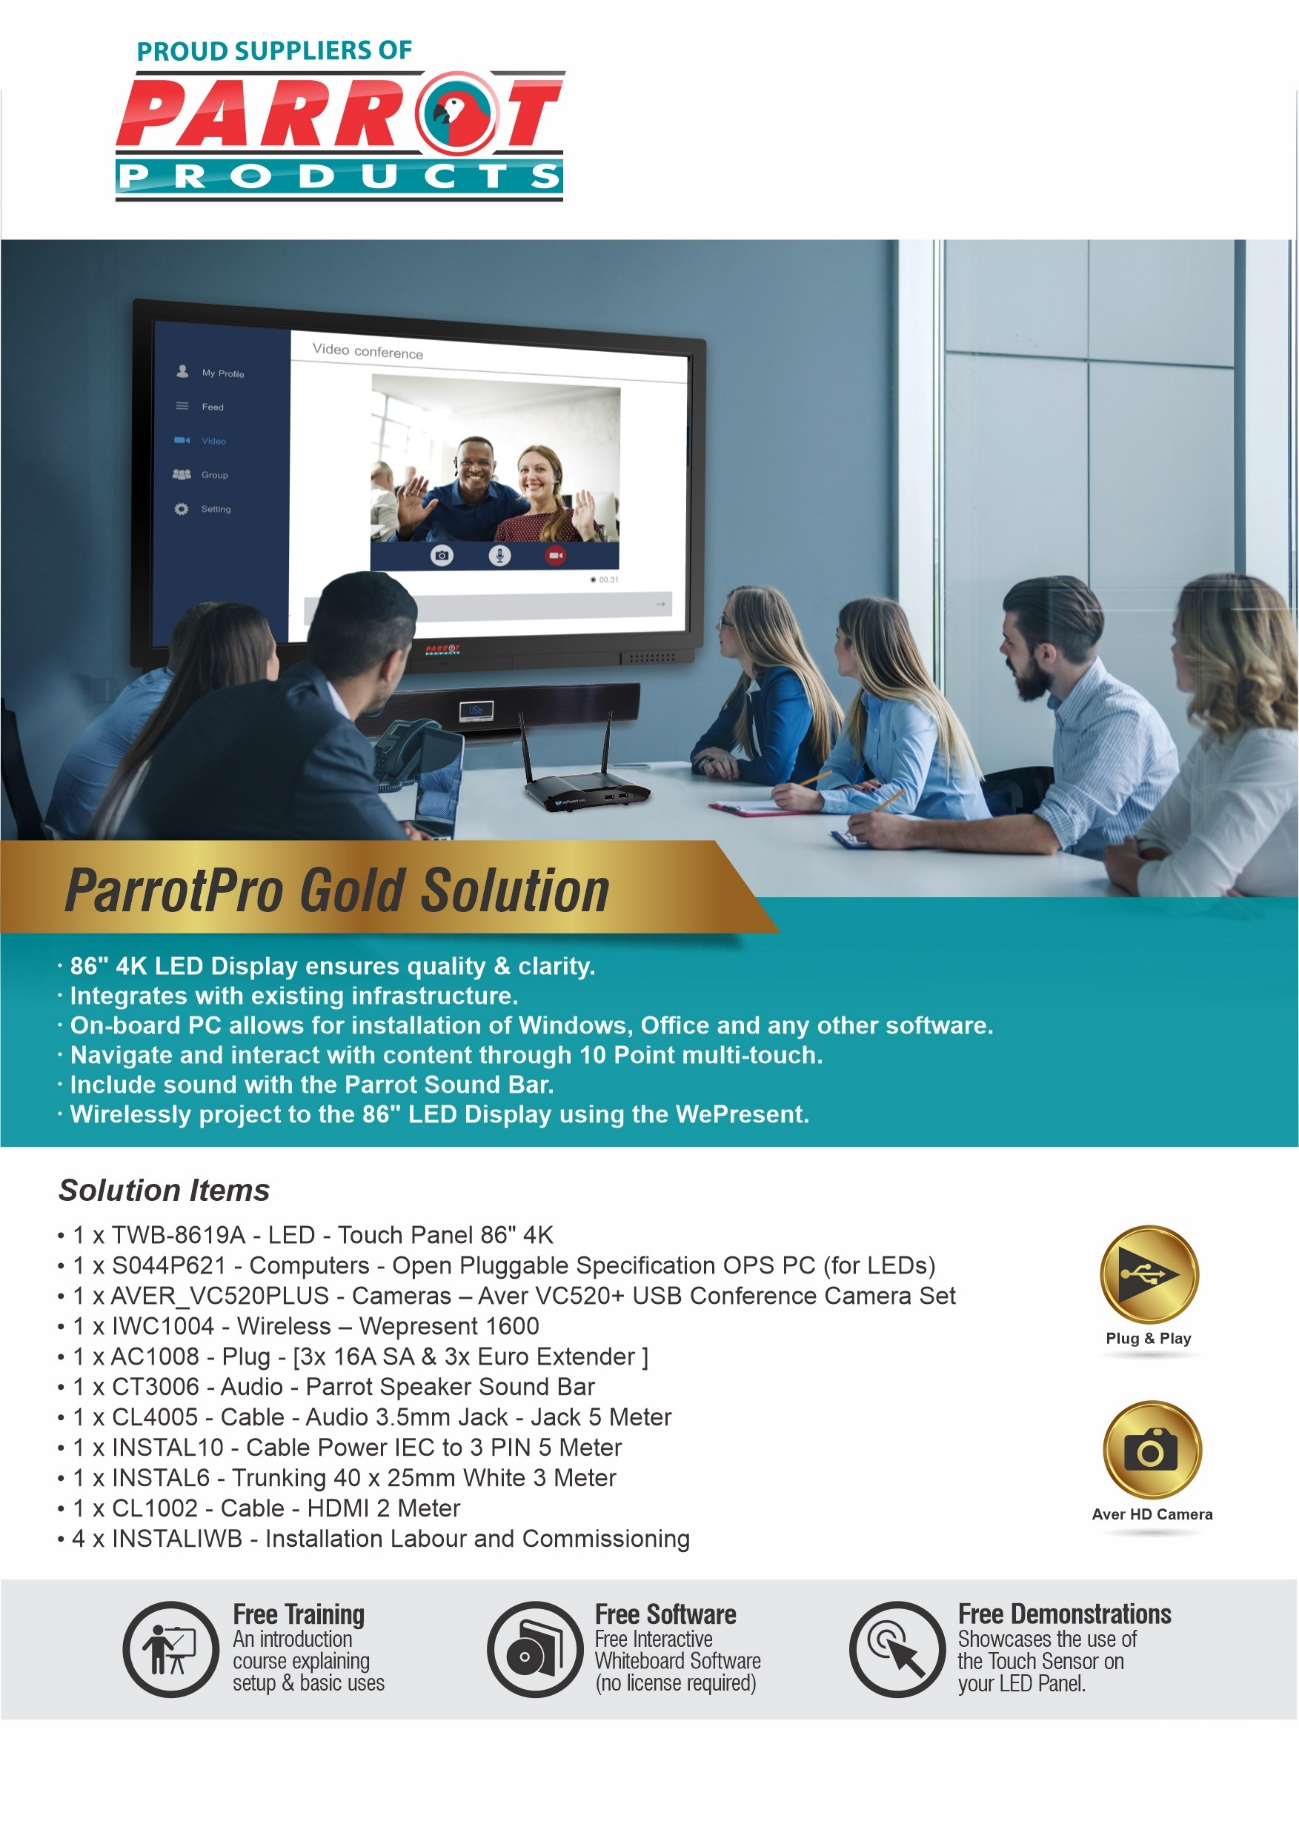 PROUD SUPPLIERS OF
PARROT
PRODUCTS
Video conference
My Profile
Feed
Video
Group
Setting
00.31
PARROT
PRODUCTS
USb
ParrotPro Gold Solution
· 86" 4K LED Display ensures quality & clarity.
· Integrates with existing infrastructure.
· On-board PC allows for installation of Windows, Office and any other software.
· Navigate and interact with content through 10 Point multi-touch.
· Include sound with the Parrot Sound Bar.
· Wirelessly project to the 86" LED Display using the WePresent.
Solution Items
• 1 x TWB-8619A - LED - Touch Panel 86" 4K
• 1 x S044P621 - Computers - Open Pluggable Specification OPS PC (for LEDs)
• 1 x AVER_VC520PLUS - Cameras – Aver VC520+ USB Conference Camera Set
• 1 x IWC1004 - Wireless – Wepresent 1600
• 1 x AC1008 - Plug - [3x 16A SA & 3x Euro Extender ]
• 1 x CT3006 - Audio - Parrot Speaker Sound Bar
• 1 x CL4005 - Cable - Audio 3.5mm Jack - Jack 5 Meter
• 1 x INSTAL10 - Cable Power IEC to 3 PIN 5 Meter
• 1 x INSTAL6 - Trunking 40 x 25mm White 3 Meter
• 1 x CL1002 - Cable - HDMI 2 Meter
• 4 x INSTALIWB - Installation Labour and Commissioning
Plug & Play
Aver HD Camera
Free Training
An introduction
course explaining
setup & basic uses
Free Software
Free Interactive
Whiteboard Software
(no license required)
Free Demonstrations
Showcases the use of
the Touch Sensor on
your LED Panel.